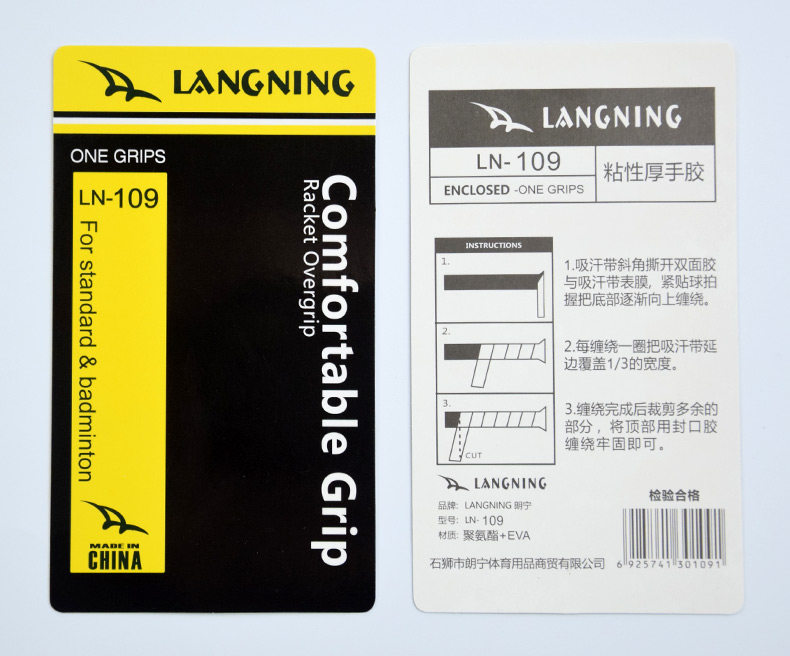 LANGNING
ONE GRIPS
LN-109
For standard & badminton
Comfortable Grip
Racket Overgrip
MADE IN
CHINA
LANGNING
LN- 109
ENCLOSED -ONE GRIPS
粘性厚手胶
INSTRUCTIONS
1.
2.
3.
CUT
1.吸汗带斜角撕开双面胶
与吸汗带表膜，紧贴球拍
握把底部逐渐向上缠绕。
2.每缠绕一圈把吸汗带延
边覆盖1/3的宽度。
3.缠绕完成后裁剪多余的
部分，将顶部用封口胶
缠绕牢固即可。
LANGNING
品牌: LANGNING 朗宁
型号: LN- 109
材质: 聚氨酯+EVA
石狮市朗宁体育用品商贸有限公司
检验合格
6 925741 301091